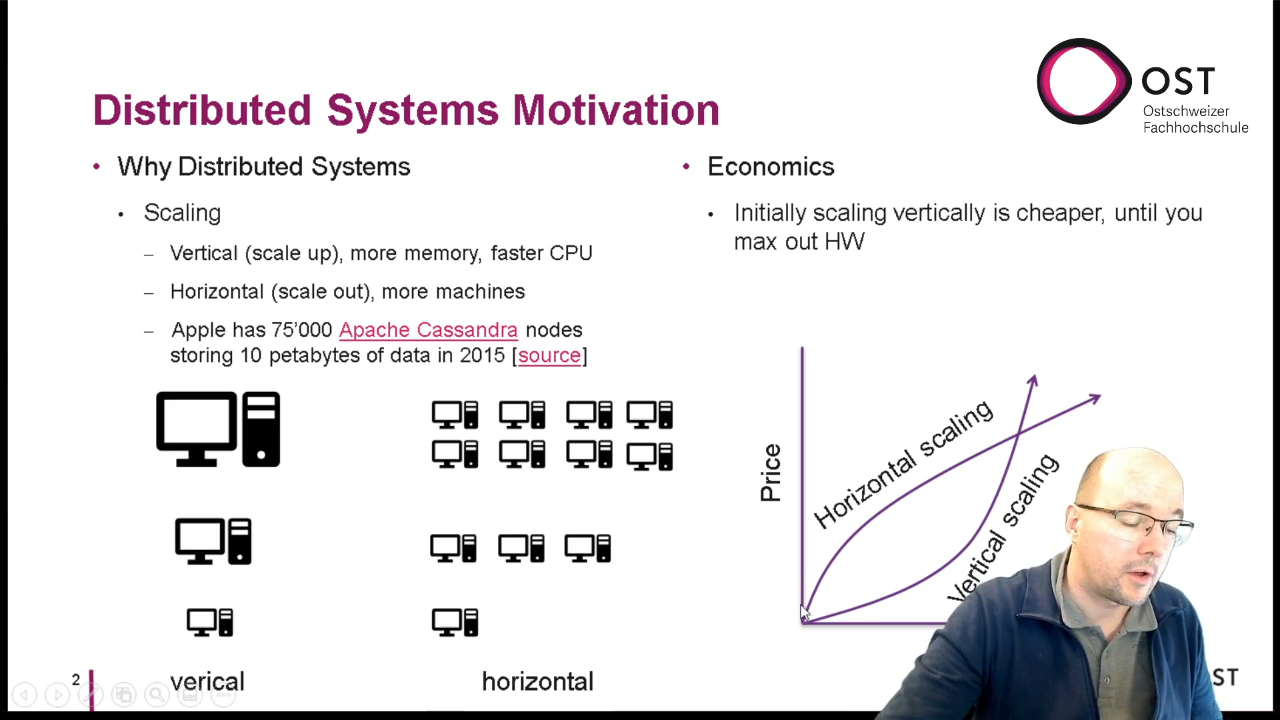 OST
Ostschweizer
Fachhochschule
Distributed Systems Motivation
• Why Distributed Systems
• Scaling
– Vertical (scale up), more memory, faster CPU
– Horizontal (scale out), more machines
– Apple has 75’000 Apache Cassandra nodes
storing 10 petabytes of data in 2015 [source]
verical
horizontal
• Economics
• Initially scaling vertically is cheaper, until you
max out HW
Price
Horizontal scaling
Vertical scaling
2
ST